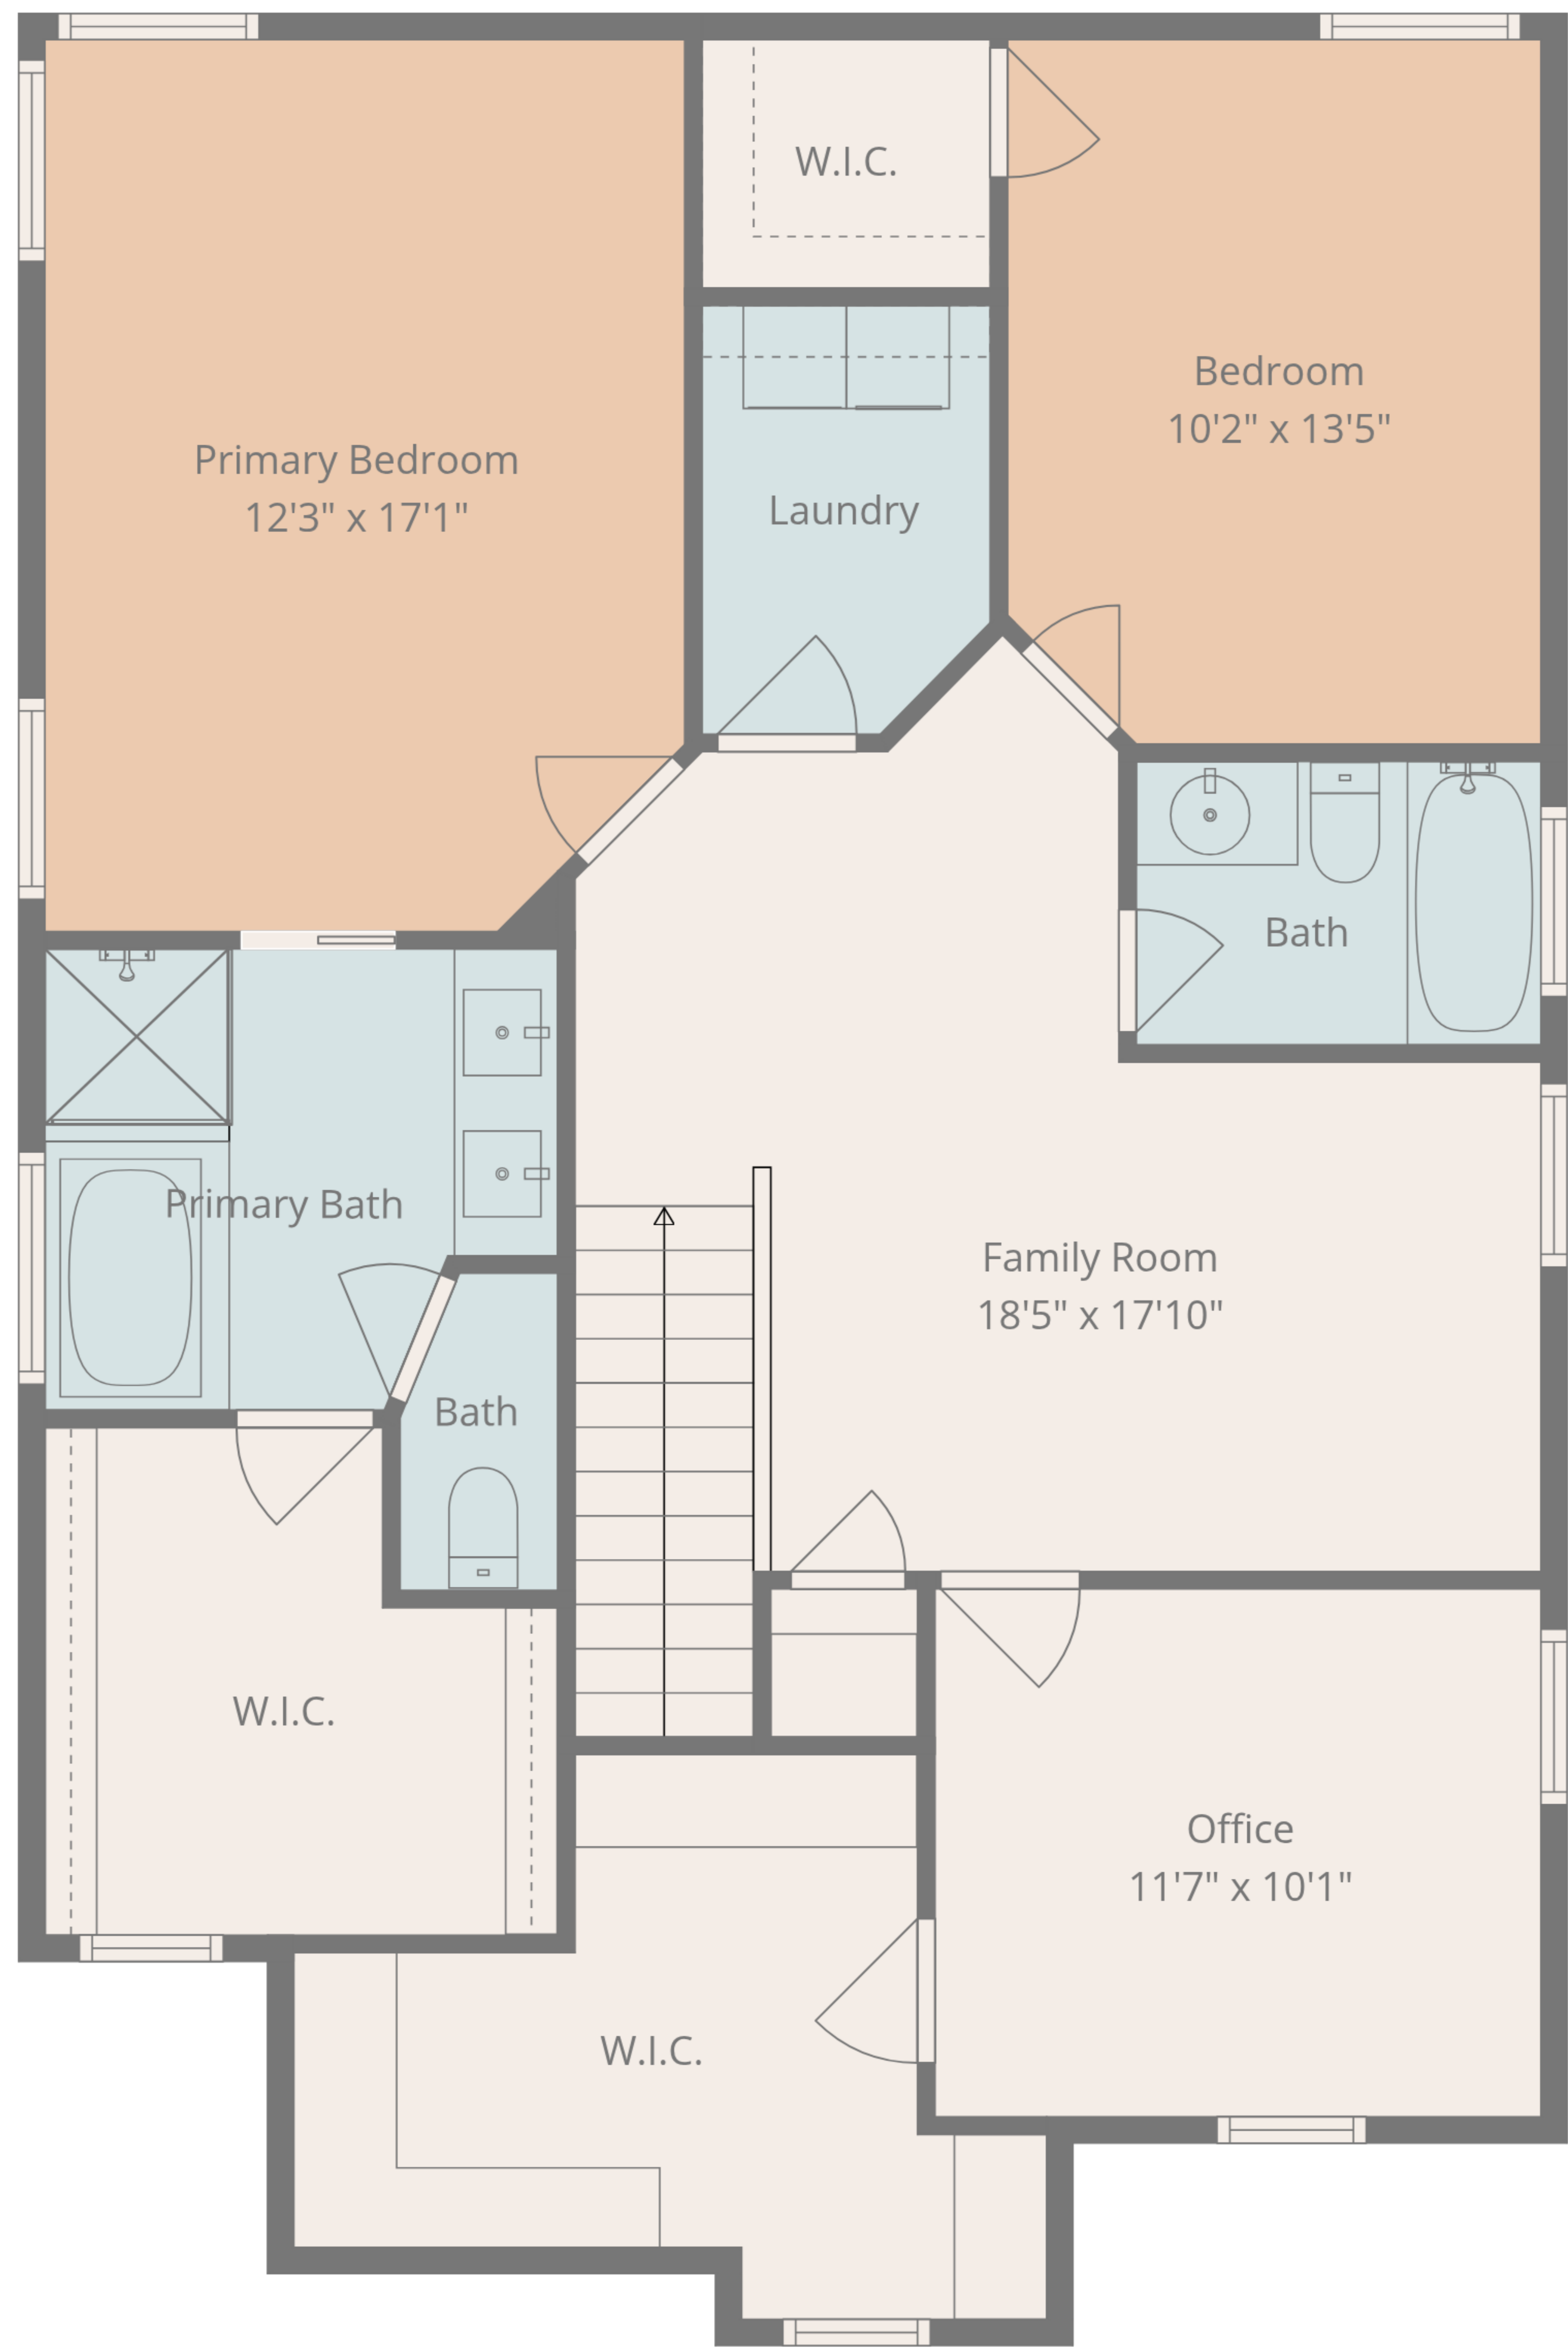 W.I.C.
Bedroom
10'2" x 13'5"
Primary Bedroom
12'3" x 17'1"
Laundry
Bath
Primary Bath
Family Room
18'5" x 17'10"
Bath
W.I.C.
Office
11'7" x 10'1"
W.I.C.